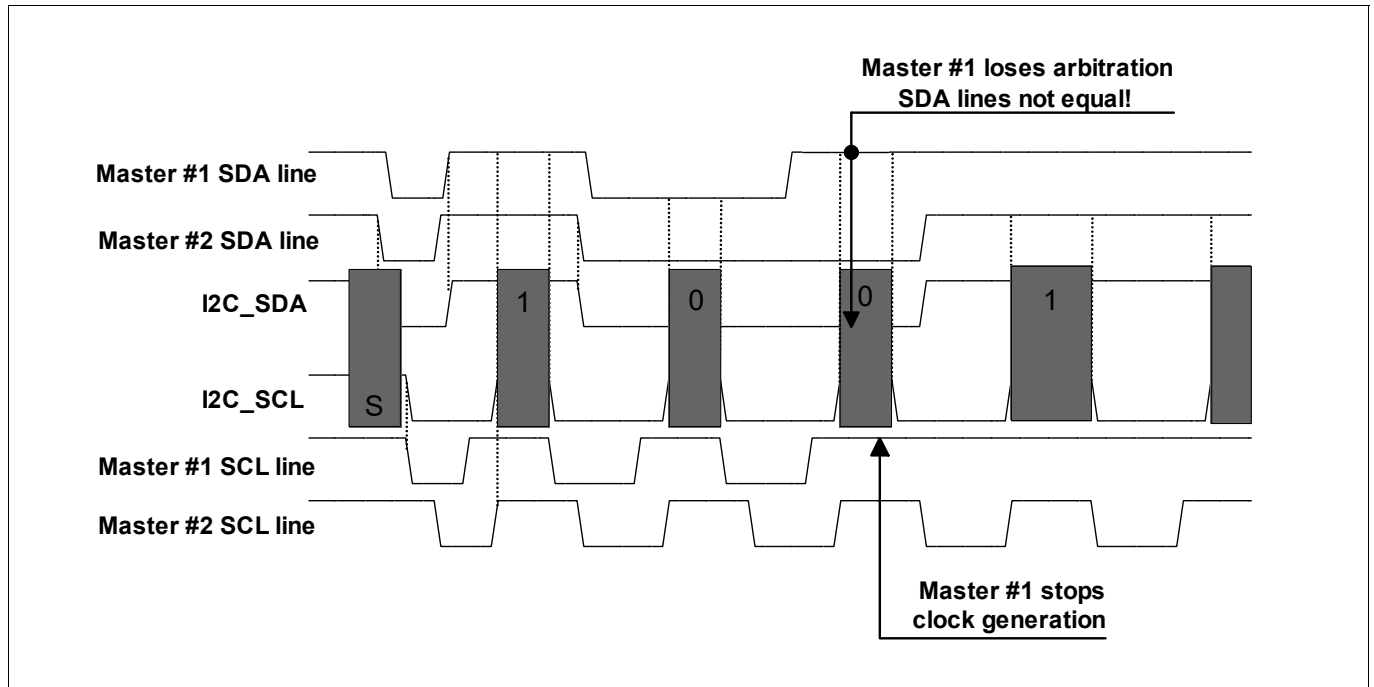 Master #1 loses arbitration
SDA lines not equal!
Master #1 SDA line
Master #2 SDA line
I2C_SDA
1
0
0
1
I2C_SCL
S
Master #1 SCL line
Master #2 SCL line
Master #1 stops
clock generation